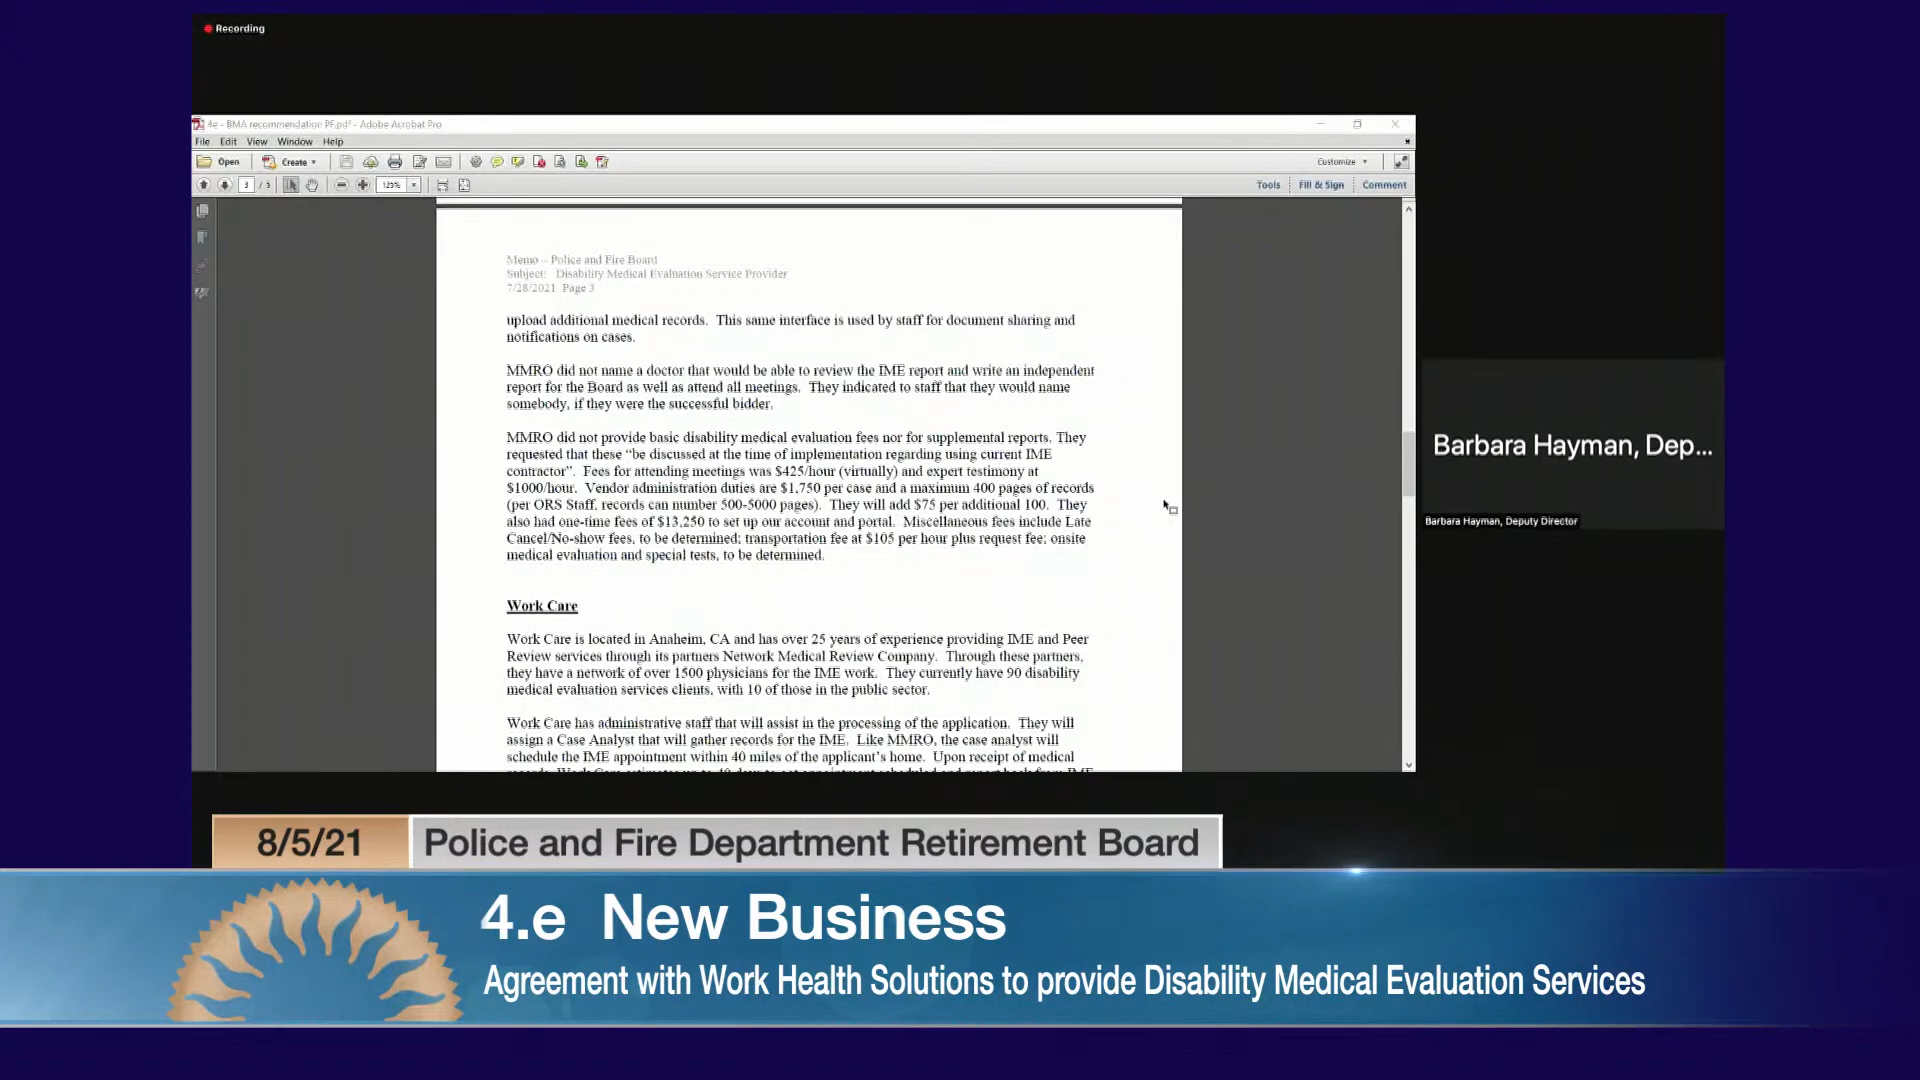 Recording
4e - BMA recommendation PF.pdf - Adobe Acrobat Pro
File Edit View Window Help
Open Create Customize
3 / 3 123% Tools Fill & Sign Comment
Memo – Police and Fire Board
Subject: Disability Medical Evaluation Service Provider
7/28/2021 Page 3
upload additional medical records. This same interface is used by staff for document sharing and
notifications on cases.
MMRO did not name a doctor that would be able to review the IME report and write an independent
report for the Board as well as attend all meetings. They indicated to staff that they would name
somebody, if they were the successful bidder.
MMRO did not provide basic disability medical evaluation fees nor for supplemental reports. They
requested that these “be discussed at the time of implementation regarding using current IME
contractor”. Fees for attending meetings was $425/hour (virtually) and expert testimony at
$1000/hour. Vendor administration duties are $1,750 per case and a maximum 400 pages of records
(per ORS Staff, records can number 500-5000 pages). They will add $75 per additional 100. They
also had one-time fees of $13,250 to set up our account and portal. Miscellaneous fees include Late
Cancel/No-show fees, to be determined; transportation fee at $105 per hour plus request fee; onsite
medical evaluation and special tests, to be determined.
Work Care
Work Care is located in Anaheim, CA and has over 25 years of experience providing IME and Peer
Review services through its partners Network Medical Review Company. Through these partners,
they have a network of over 1500 physicians for the IME work. They currently have 90 disability
medical evaluation services clients, with 10 of those in the public sector.
Work Care has administrative staff that will assist in the processing of the application. They will
assign a Case Analyst that will gather records for the IME. Like MMRO, the case analyst will
schedule the IME appointment within 40 miles of the applicant’s home. Upon receipt of medical
Barbara Hayman, Dep...
Barbara Hayman, Deputy Director
8/5/21 Police and Fire Department Retirement Board
4.e New Business
Agreement with Work Health Solutions to provide Disability Medical Evaluation Services